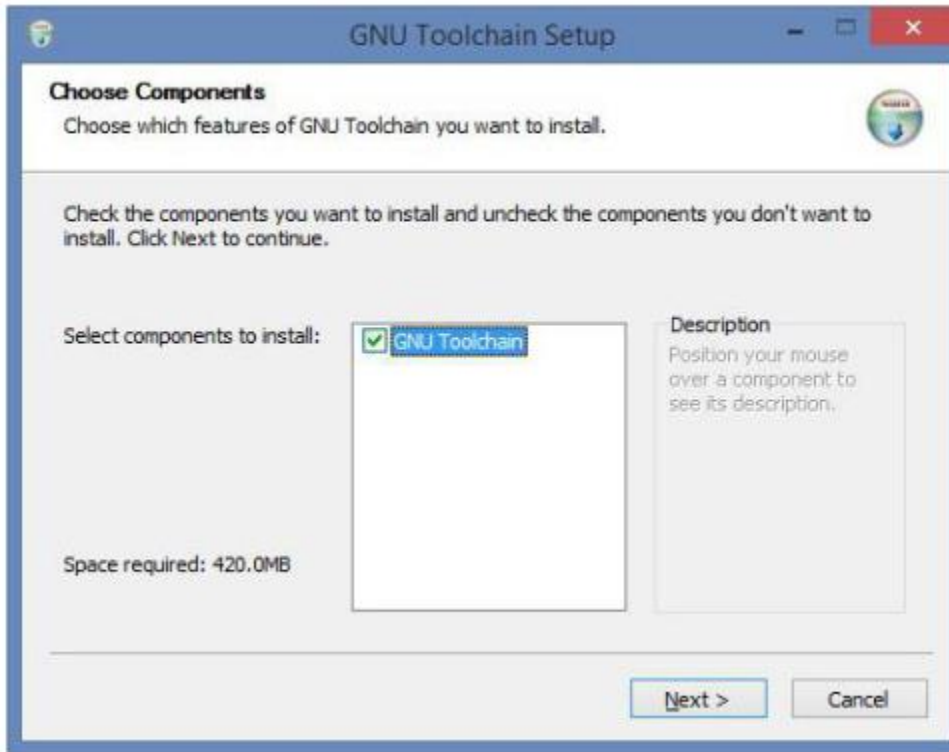 GNU Toolchain Setup
Choose Components
Choose which features of GNU Toolchain you want to install.
Check the components you want to install and uncheck the components you don't want to
install. Click Next to continue.
Select components to install:
GNU Toolchain
Description
Position your mouse
over a component to
see its description.
Space required: 420.0MB
Next >
Cancel